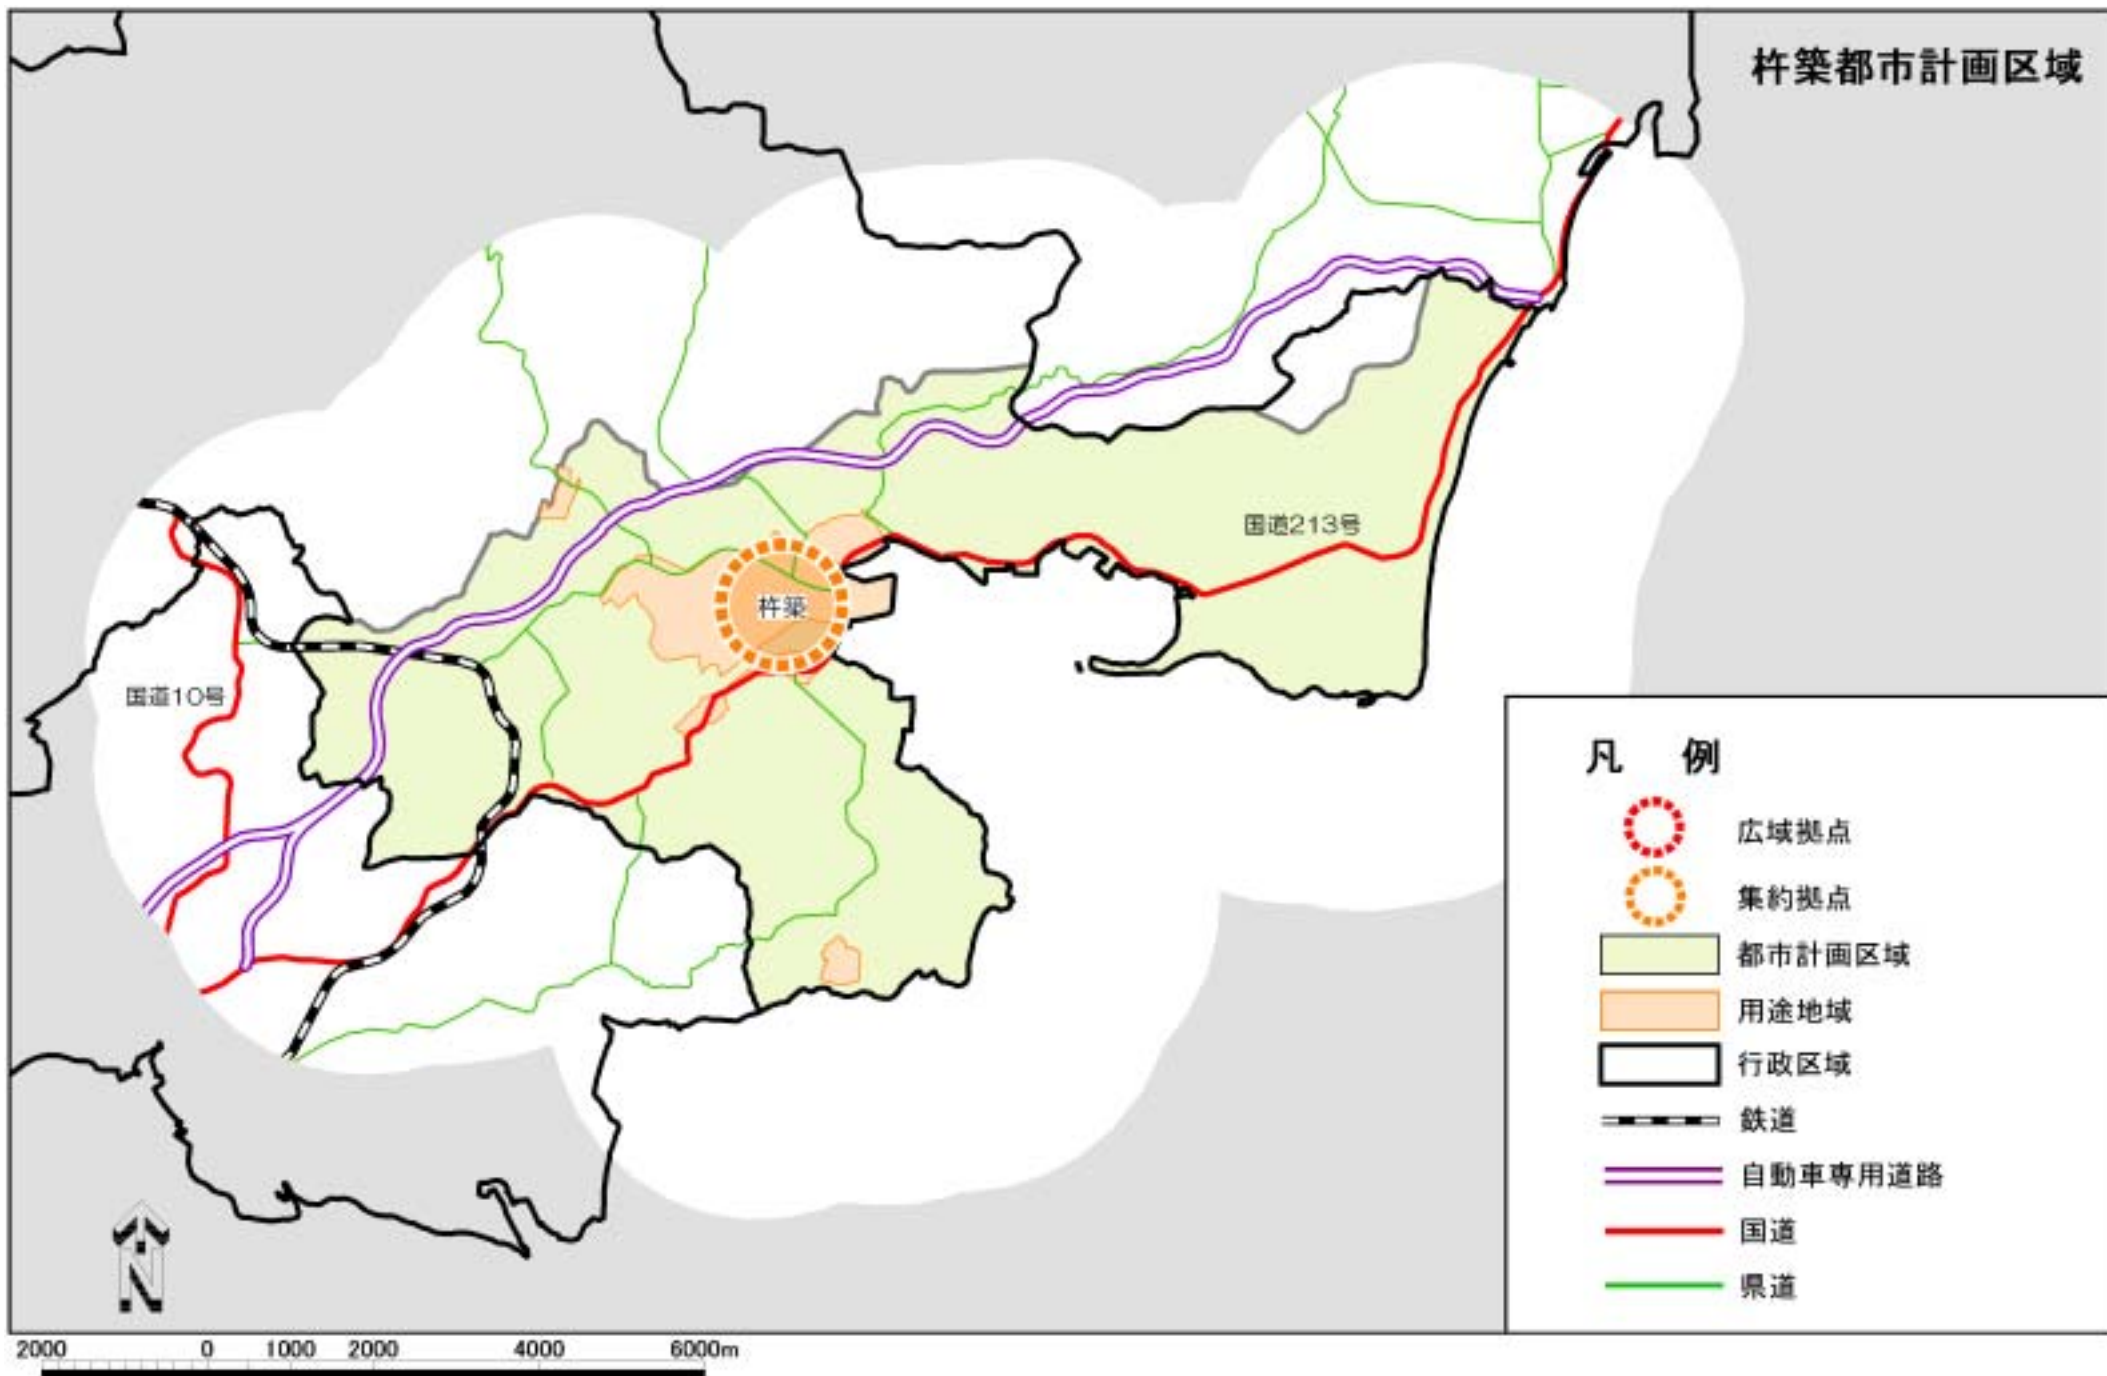 杵築都市計画区域
国道213号
杵築
国道10号
凡 例
広域拠点
集約拠点
都市計画区域
用途地域
行政区域
鉄道
自動車専用道路
国道
県道
N
2000 0 1000 2000 4000 6000m